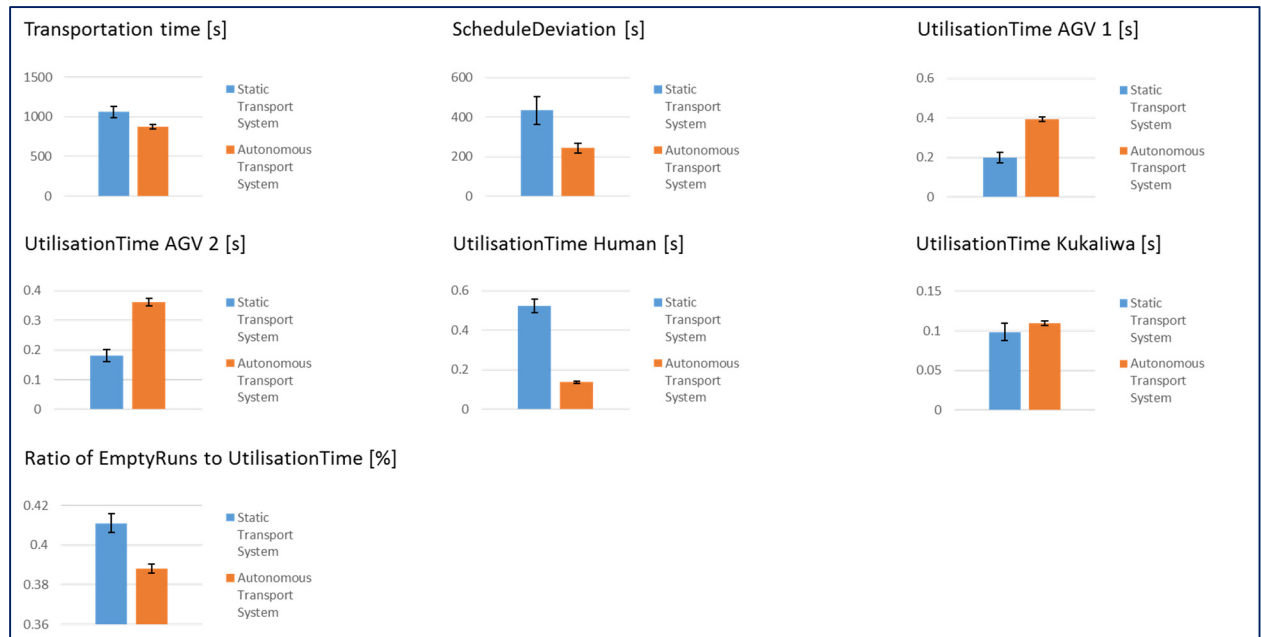 Transportation time [s]
1500
1000
500
0
Static
Transport
System
Autonomous
Transport
System
ScheduleDeviation [s]
600
400
200
0
Static
Transport
System
Autonomous
Transport
System
UtilisationTime AGV 1 [s]
0.6
0.4
0.2
0
Static
Transport
System
Autonomous
Transport
System
UtilisationTime AGV 2 [s]
0.4
0.3
0.2
0.1
0
Static
Transport
System
Autonomous
Transport
System
UtilisationTime Human [s]
0.6
0.4
0.2
0
Static
Transport
System
Autonomous
Transport
System
UtilisationTime Kukaliwa [s]
0.15
0.1
0.05
0
Static
Transport
System
Autonomous
Transport
System
Ratio of EmptyRuns to UtilisationTime [%]
0.42
0.4
0.38
0.36
Static
Transport
System
Autonomous
Transport
System